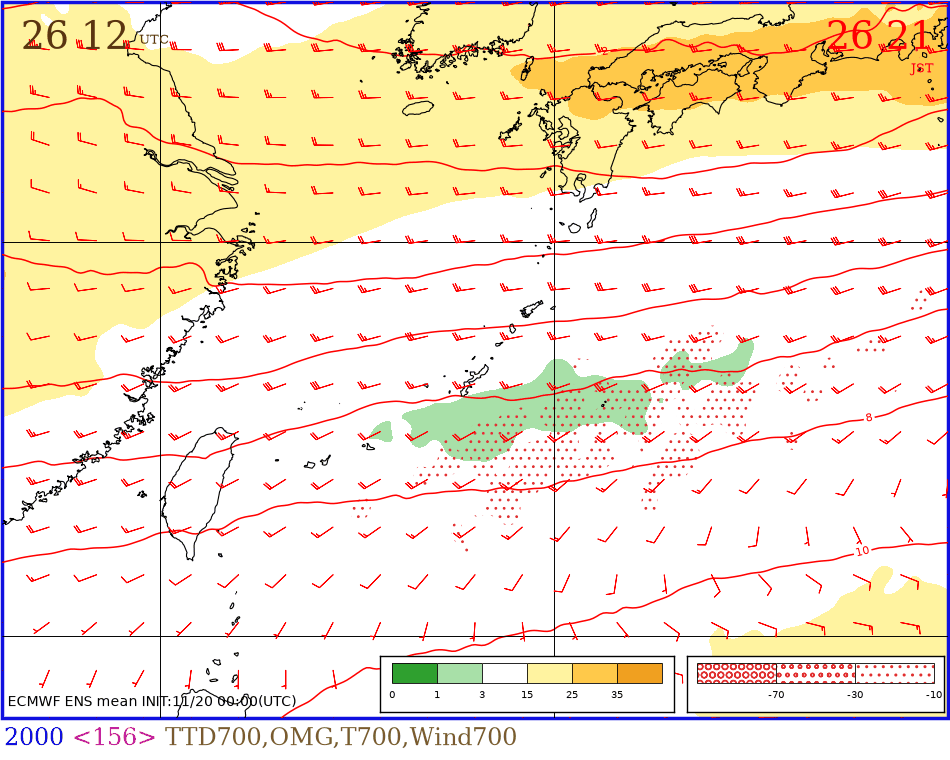 26 12 UTC
26 21
JST
2
8
10
0 1 3 15 25 35
-70 -30 -10
ECMWF ENS mean INIT:11/20 00:00(UTC)
2000 <156> TTD700,OMG,T700,Wind700